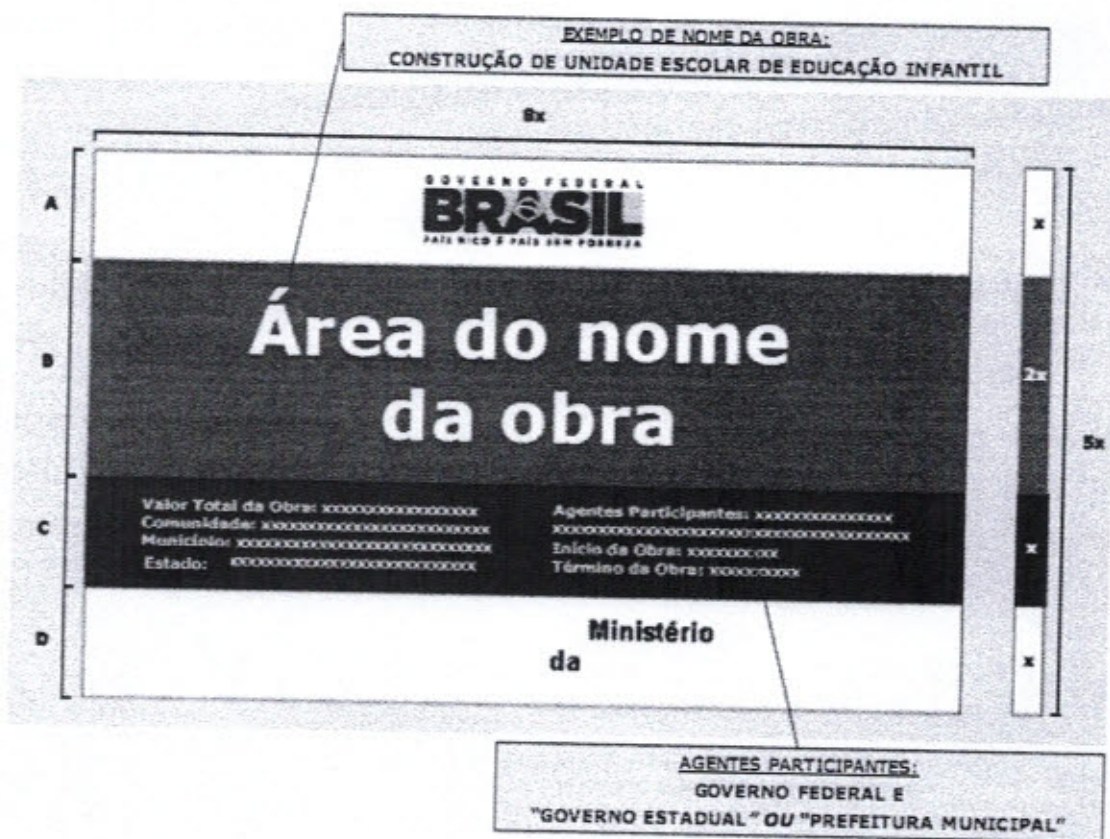 EXEMPLO DE NOME DA OBRA:
CONSTRUÇÃO DE UNIDADE ESCOLAR DE EDUCAÇÃO INFANTIL
8x
A
GOVERNO FEDERAL
BRASIL
PAÍS RICO É PAÍS SEM POBREZA
x
B
Área do nome
da obra
2x
5x
C
Valor Total da Obra: xxxxxxxxxxxxxxxxx
Comunidade: xxxxxxxxxxxxxxxxxxxxxxxxx
Município: xxxxxxxxxxxxxxxxxxxxxxxxxxxx
Estado: xxxxxxxxxxxxxxxxxxxxxxxxxxx
Agentes Participantes: xxxxxxxxxxxxxxx
xxxxxxxxxxxxxxxxxxxxxxxxxxxxxxxxxxxxxxx
Início da Obra: xxxxxxxxxx
Término da Obra: xxxxxxxxxx
x
D
Ministério
da
x
AGENTES PARTICIPANTES:
GOVERNO FEDERAL E
"GOVERNO ESTADUAL" OU "PREFEITURA MUNICIPAL"